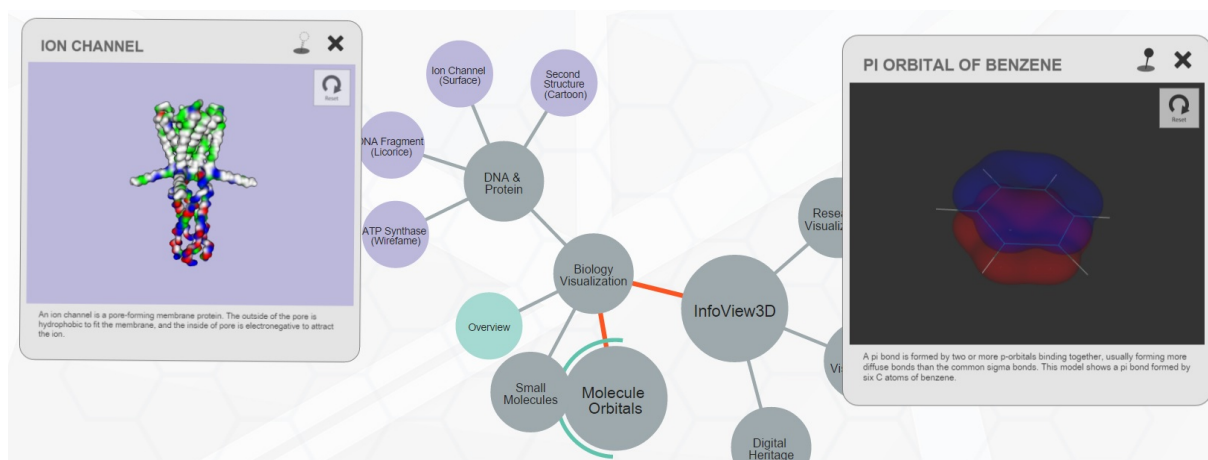 ION CHANNEL
Reset
An ion channel is a pore-forming membrane protein. The outside of the pore is
hydrophobic to fit the membrane, and the inside of pore is electronegative to attract
the ion.
Ion Channel
(Surface)
Second
Structure
(Cartoon)
DNA Fragment
(Licorice)
DNA &
Protein
ATP Synthase
(Wireframe)
Biology
Visualization
Overview
Small
Molecules
Molecule
Orbitals
InfoView3D
Digital
Heritage
PI ORBITAL OF BENZENE
Reset
A pi bond is formed by two or more p-orbitals binding together, usually forming more
diffuse bonds than the common sigma bonds. This model shows a pi bond formed by
six C atoms of benzene.